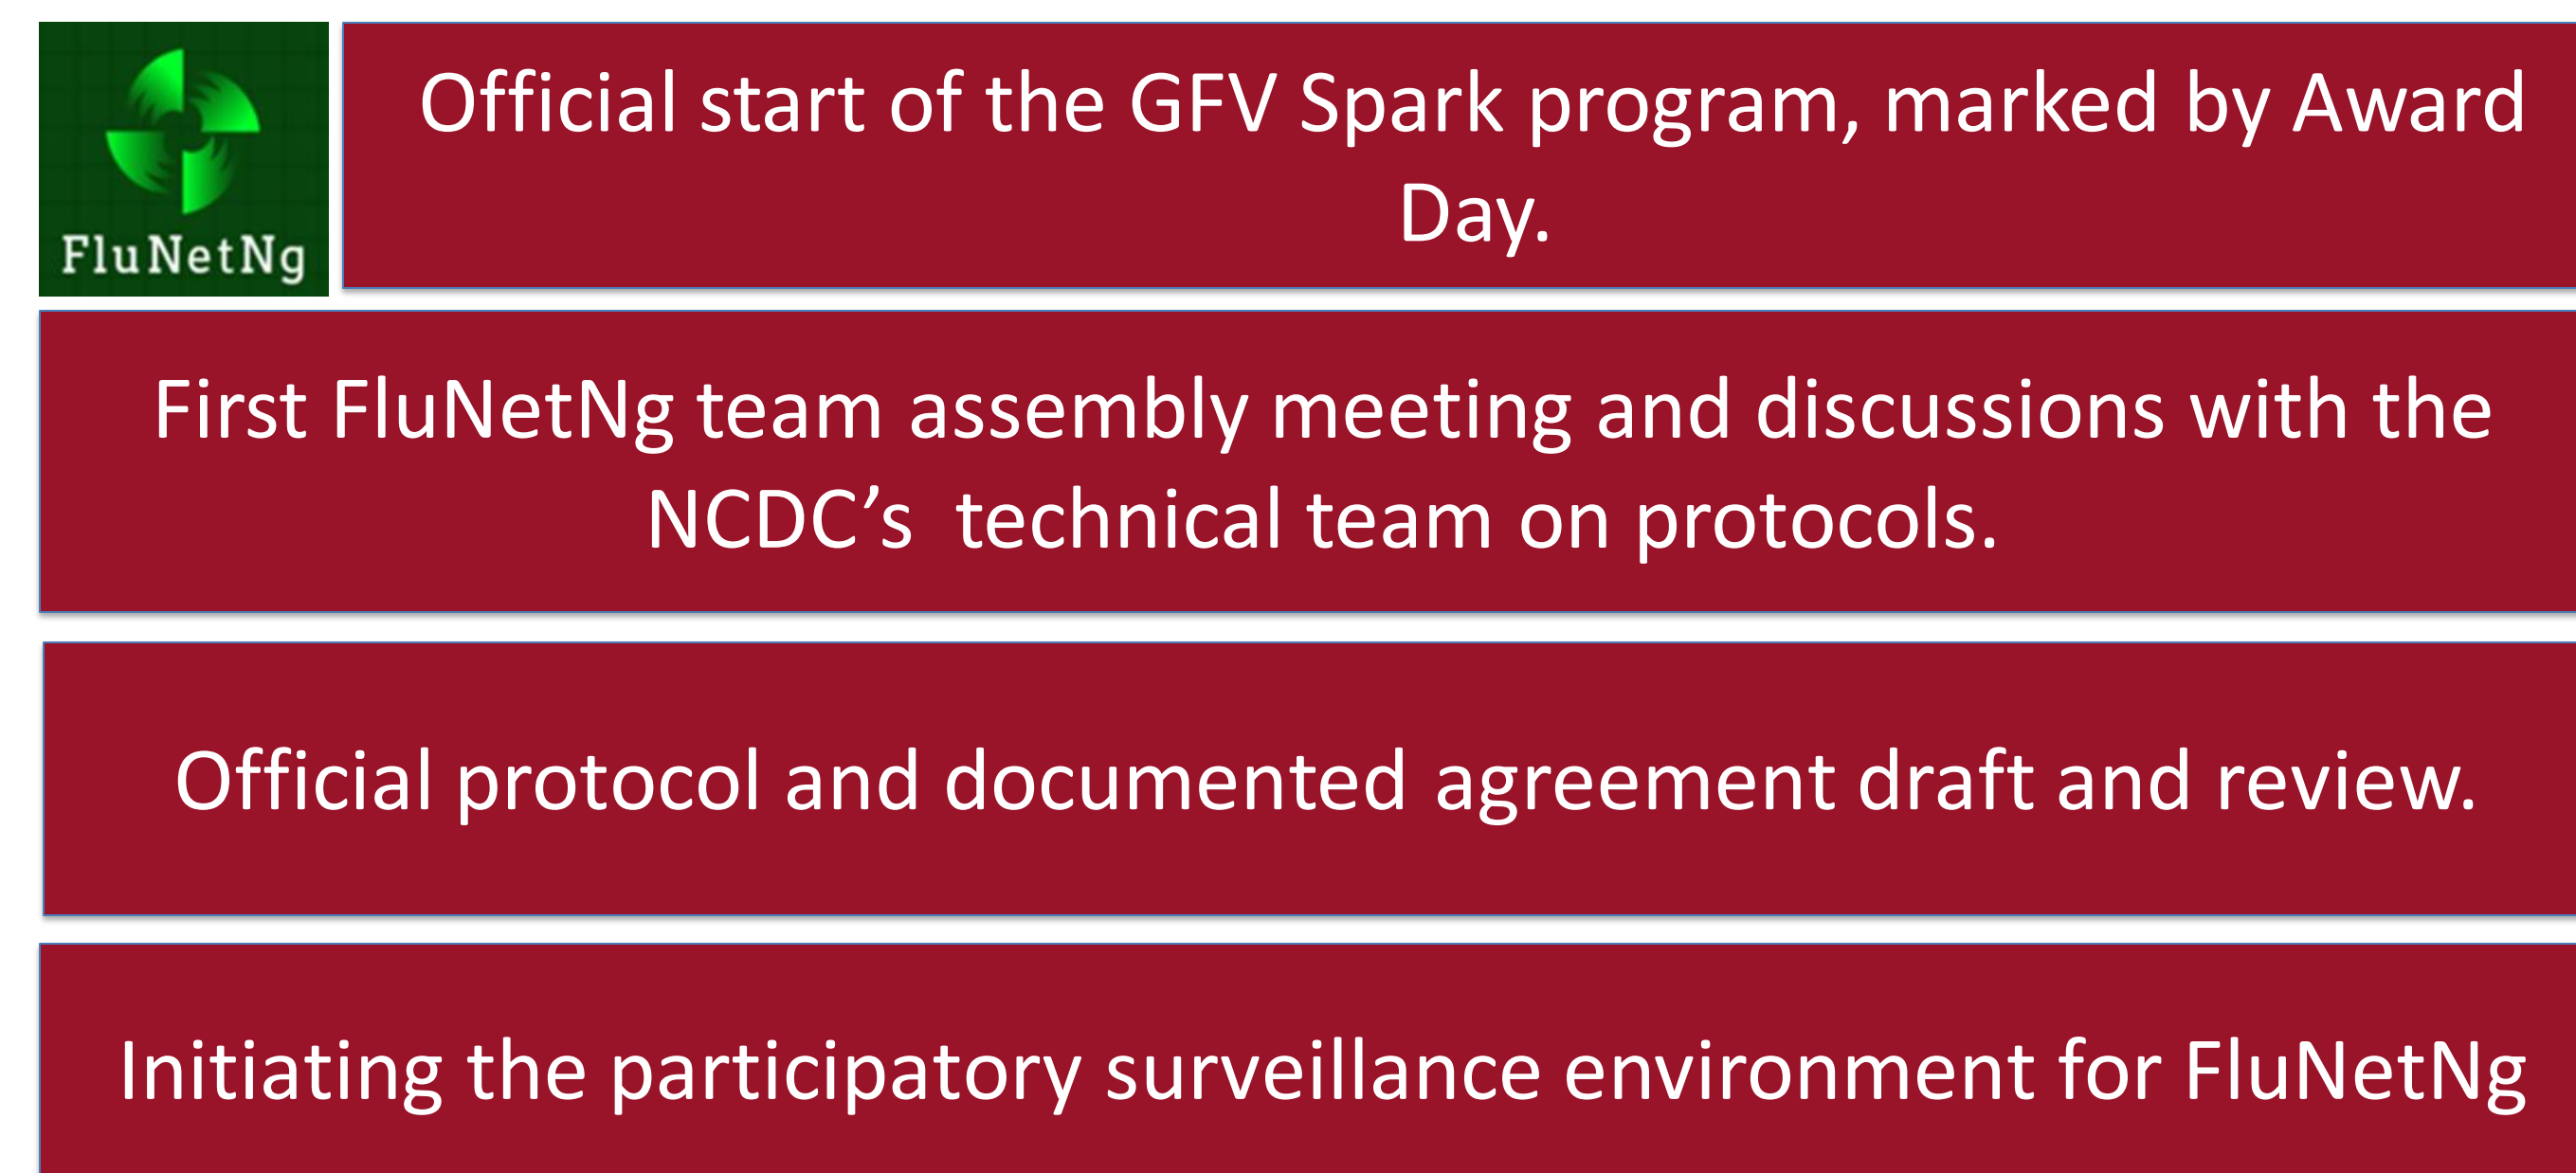 FluNetNg
Official start of the GFV Spark program, marked by Award
Day.
First FluNetNg team assembly meeting and discussions with the
NCDC’s  technical team on protocols.
Official protocol and documented agreement draft and review.
Initiating the participatory surveillance environment for FluNetNg